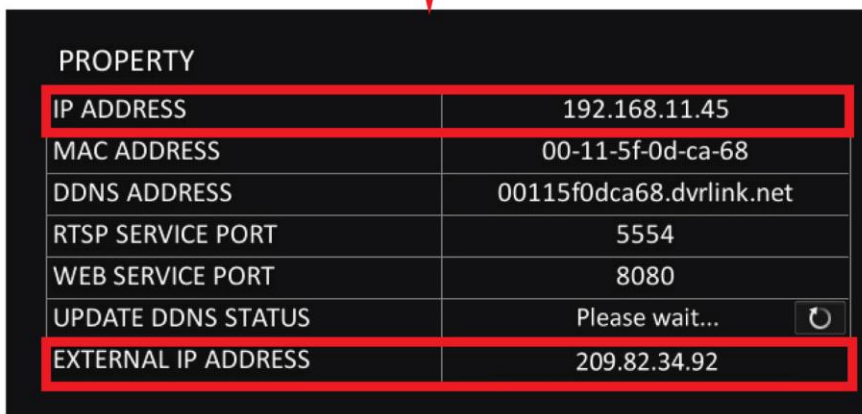 PROPERTY
IP ADDRESS 192.168.11.45
MAC ADDRESS 00-11-5f-0d-ca-68
DDNS ADDRESS 00115f0dca68.dvrlink.net
RTSP SERVICE PORT 5554
WEB SERVICE PORT 8080
UPDATE DDNS STATUS Please wait...
EXTERNAL IP ADDRESS 209.82.34.92